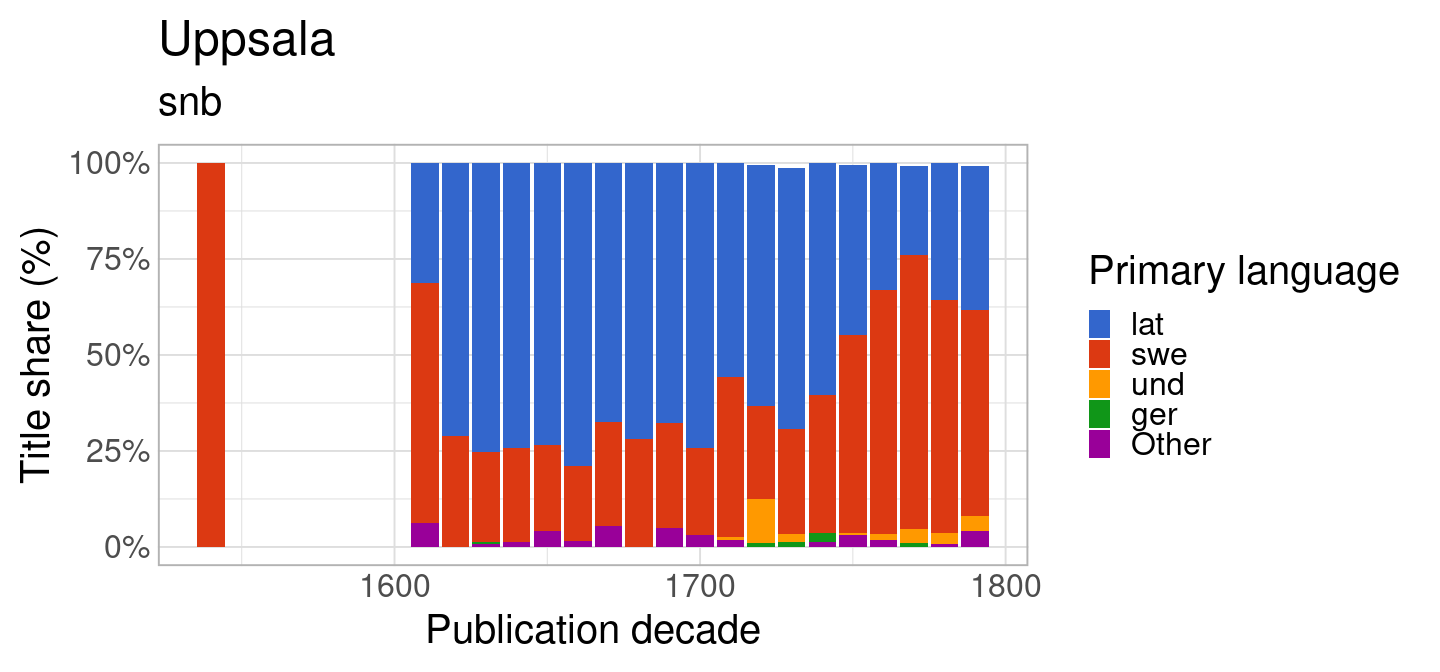 Uppsala
snb
Title share (%)
100%
75%
50%
25%
0%
1600 1700 1800
Publication decade
Primary language
lat
swe
und
ger
Other